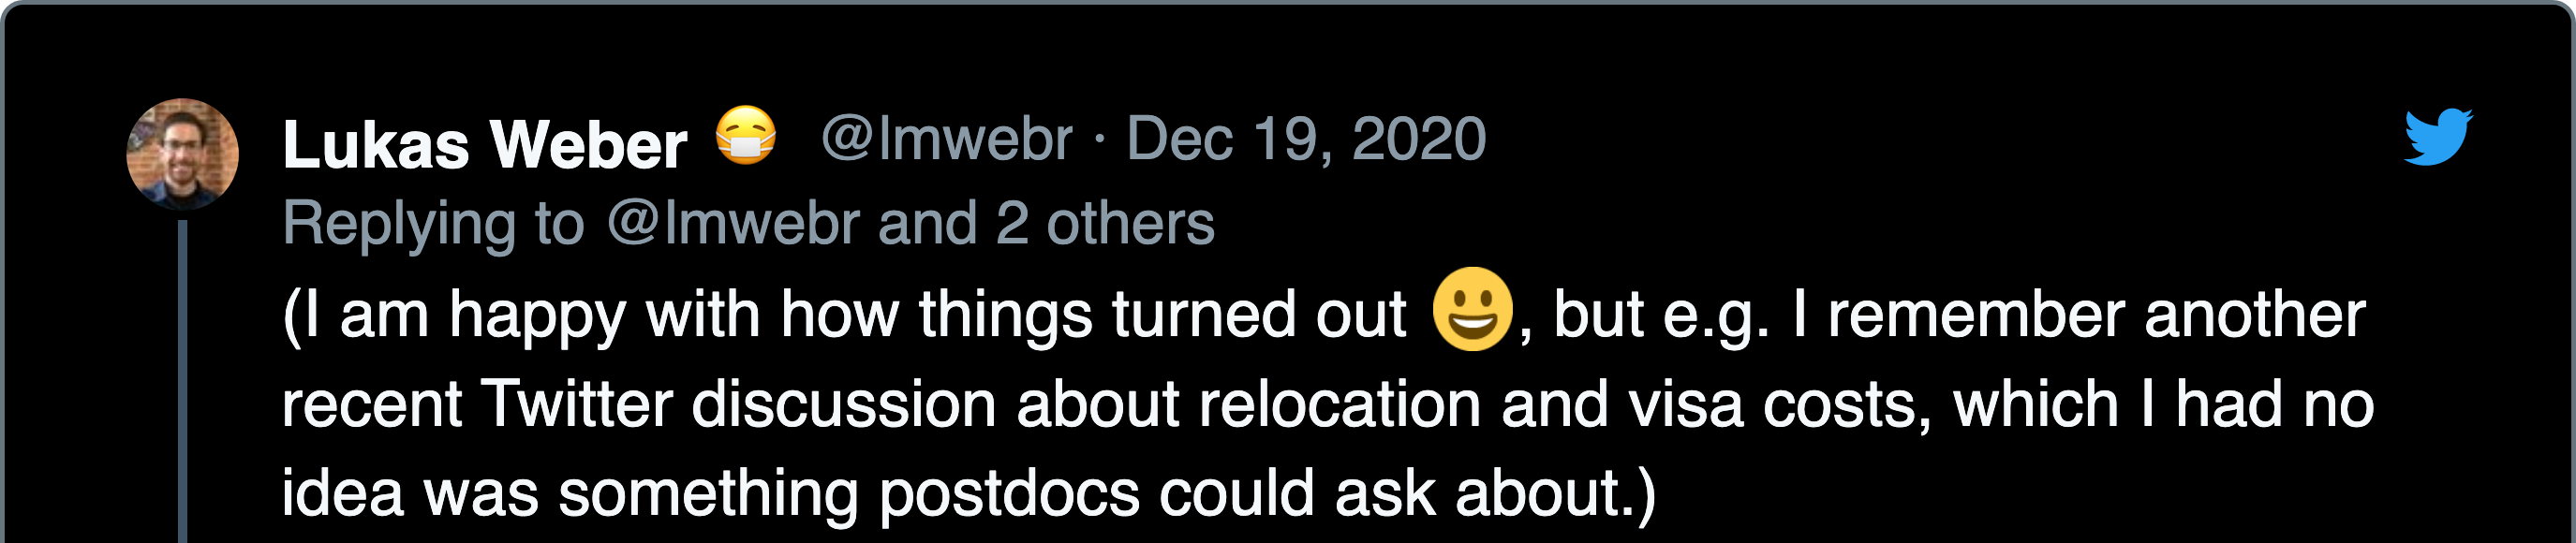 Lukas Weber 😷 @lmwebr · Dec 19, 2020
Replying to @lmwebr and 2 others
(I am happy with how things turned out 😃, but e.g. I remember another
recent Twitter discussion about relocation and visa costs, which I had no
idea was something postdocs could ask about.)